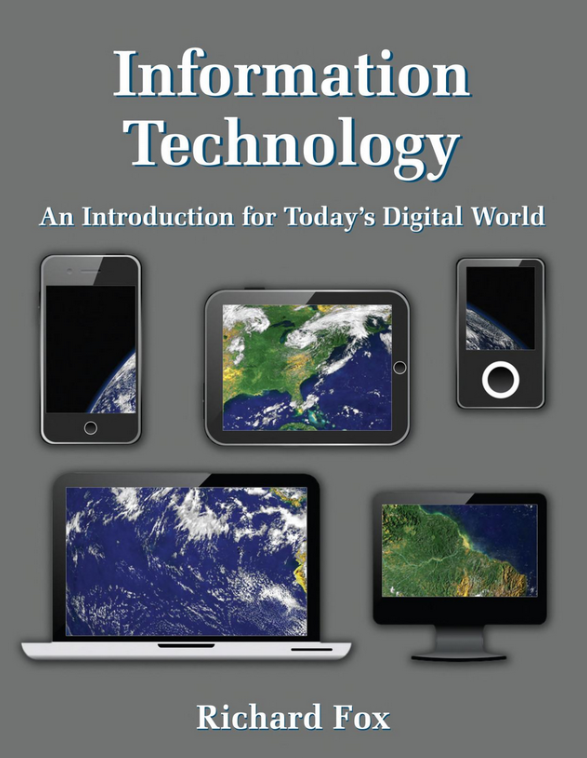 Information
Technology
An Introduction for Today's Digital World
Richard Fox